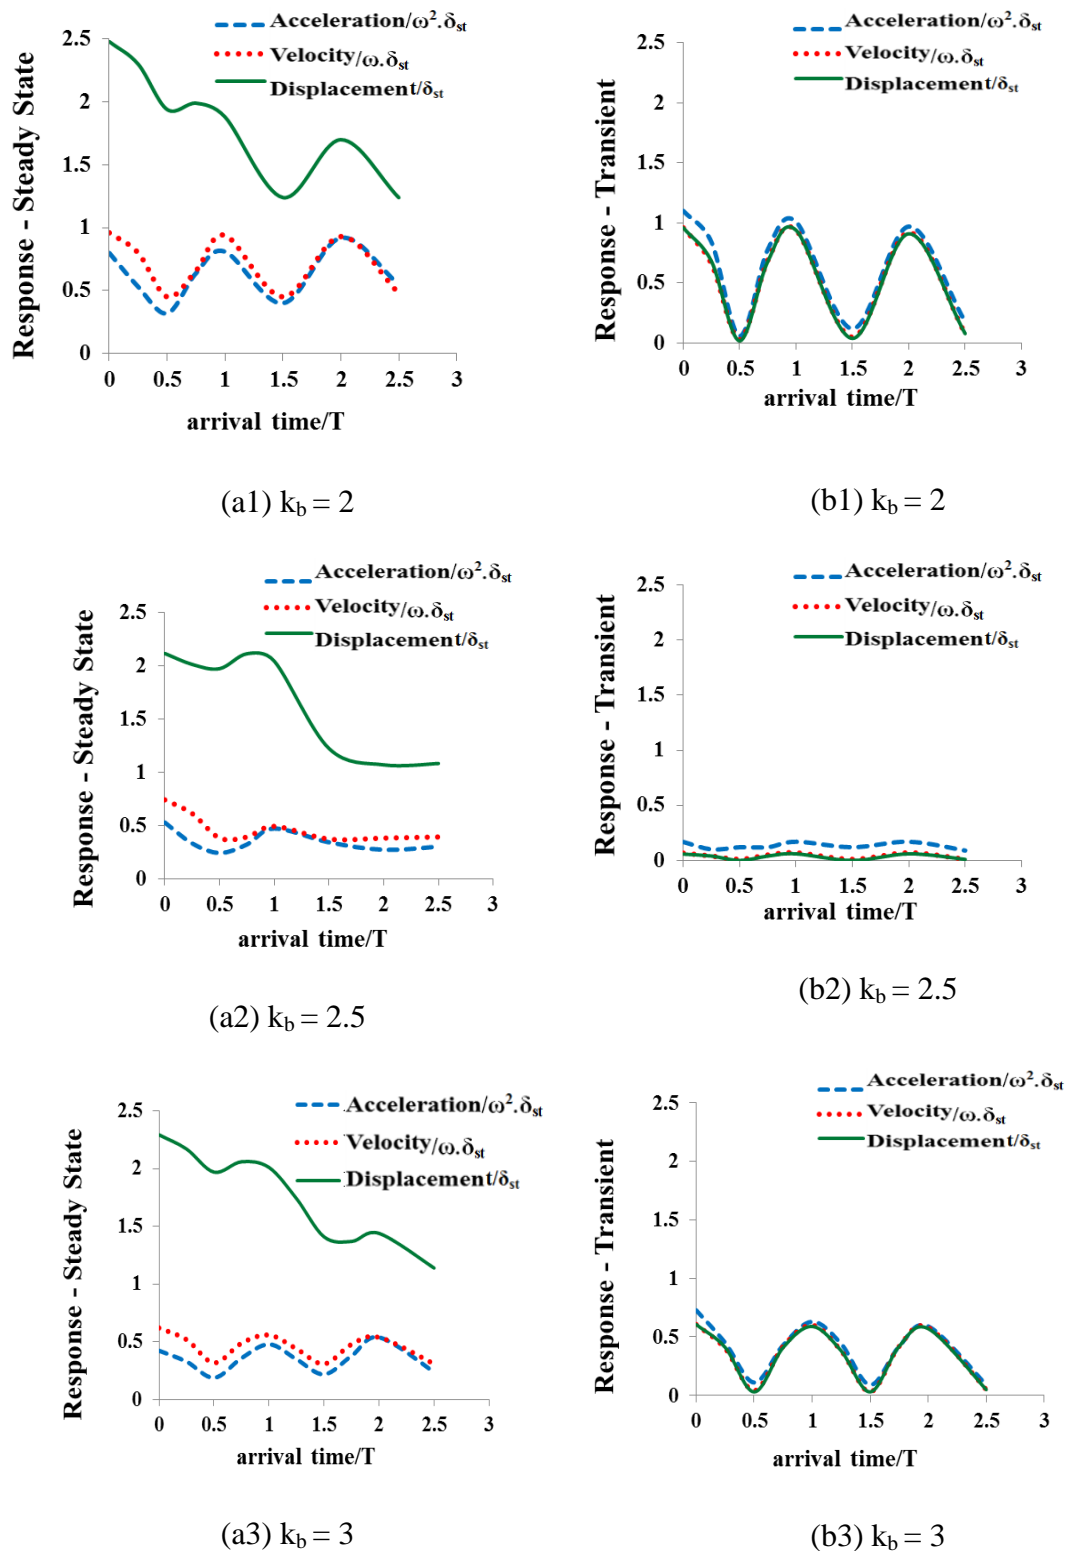 Acceleration/ω².δst
Velocity/ω.δst
Displacement/δst
Response - Steady State
2.5
2
1.5
1
0.5
0
0 0.5 1 1.5 2 2.5 3
arrival time/T
(a1) kb = 2
Acceleration/ω².δst
Velocity/ω.δst
Displacement/δst
Response - Transient
2.5
2
1.5
1
0.5
0
0 0.5 1 1.5 2 2.5 3
arrival time/T
(b1) kb = 2
Acceleration/ω².δst
Velocity/ω.δst
Displacement/δst
Response - Steady State
2.5
2
1.5
1
0.5
0
0 0.5 1 1.5 2 2.5 3
arrival time/T
(a2) kb = 2.5
Acceleration/ω².δst
Velocity/ω.δst
Displacement/δst
Response - Transient
2.5
2
1.5
1
0.5
0
0 0.5 1 1.5 2 2.5 3
arrival time/T
(b2) kb = 2.5
Acceleration/ω².δst
Velocity/ω.δst
Displacement/δst
Response - Steady State
2.5
2
1.5
1
0.5
0
0 0.5 1 1.5 2 2.5 3
arrival time/T
(a3) kb = 3
Acceleration/ω².δst
Velocity/ω.δst
Displacement/δst
Response - Transient
2.5
2
1.5
1
0.5
0
0 0.5 1 1.5 2 2.5 3
arrival time/T
(b3) kb = 3